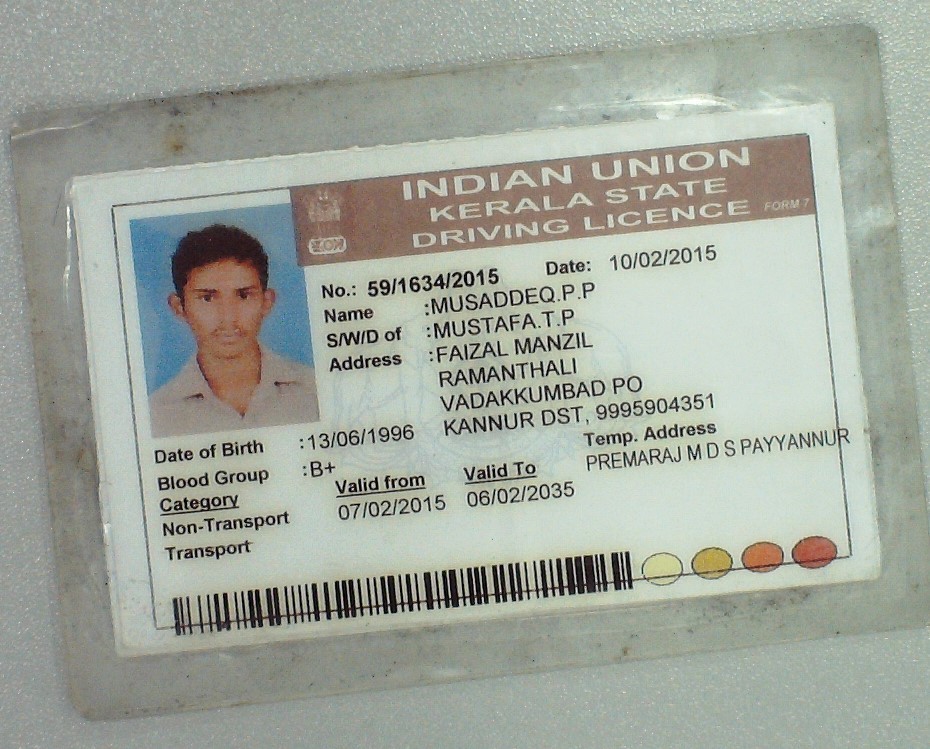 INDIAN UNION
KERALA STATE
DRIVING LICENCE FORM 7
No.: 59/1634/2015 Date: 10/02/2015
Name :MUSADDEQ.P.P
S/W/D of :MUSTAFA.T.P
Address :FAIZAL MANZIL
RAMANTHALI
VADAKKUMBAD PO
KANNUR DST, 9995904351
Date of Birth :13/06/1996
Temp. Address
PREMARAJ M D S PAYYANNUR
Blood Group :B+
Category Valid from Valid To
Non-Transport 07/02/2015 06/02/2035
Transport